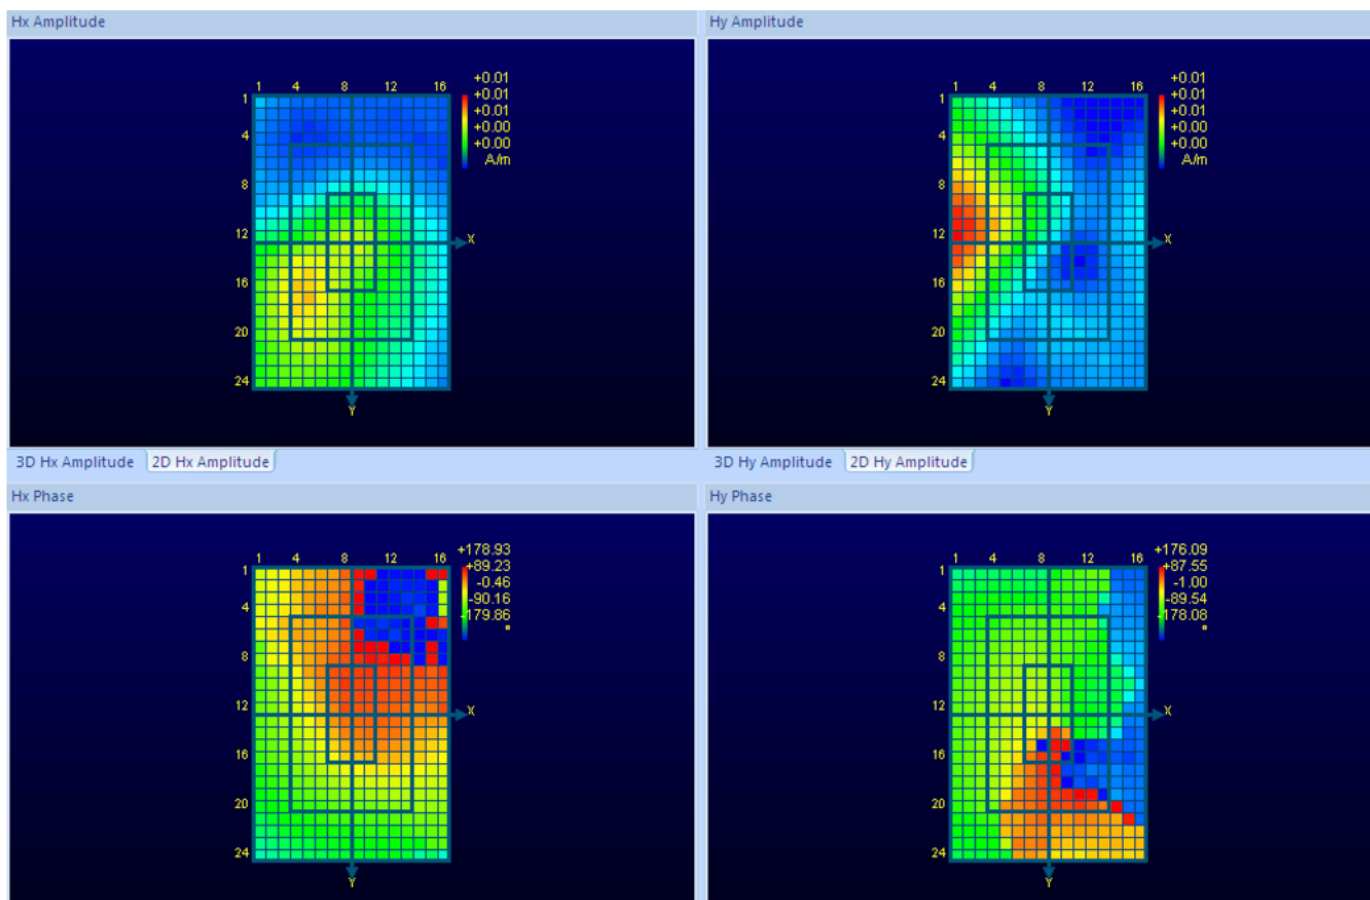 Hx Amplitude
1 4 8 12 16
+0.01
+0.01
+0.01
+0.00
+0.00
A/m
1
4
8
12
16
20
24
X
Y
3D Hx Amplitude 2D Hx Amplitude
Hy Amplitude
1 4 8 12 16
+0.01
+0.01
+0.01
+0.00
+0.00
A/m
1
4
8
12
16
20
24
X
Y
3D Hy Amplitude 2D Hy Amplitude
Hx Phase
1 4 8 12 16
+178.93
+89.23
-0.46
-90.16
-179.86
°
1
4
8
12
16
20
24
X
Y
Hy Phase
1 4 8 12 16
+176.09
+87.55
-1.00
-89.54
-178.08
°
1
4
8
12
16
20
24
X
Y